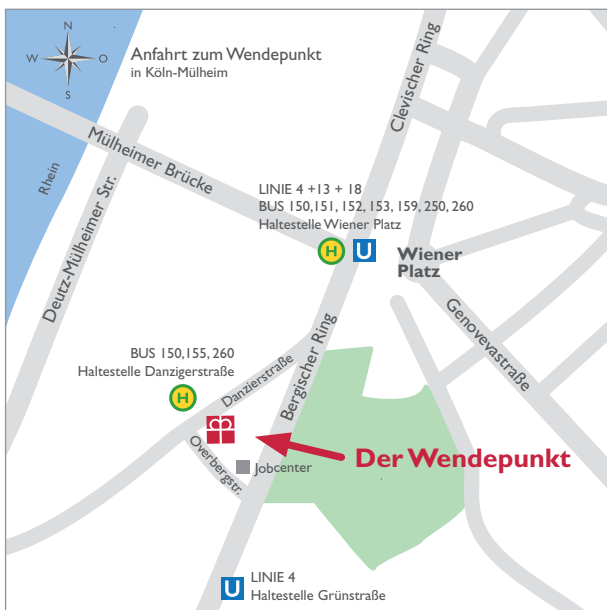 N
W
O
S
Anfahrt zum Wendepunkt
in Köln-Mülheim
Clevischer Ring
Mülheimer Brücke
Rhein
Deutz-Mülheimer Str.
LINIE 4 +13 + 18
BUS 150,151, 152, 153, 159, 250, 260
Haltestelle Wiener Platz
H
U
Wiener
Platz
Genovevastraße
Bergischer Ring
BUS 150,155, 260
Haltestelle Danzigerstraße
H
Danzierstraße
Overbergstr.
Jobcenter
Der Wendepunkt
U
LINIE 4
Haltestelle Grünstraße